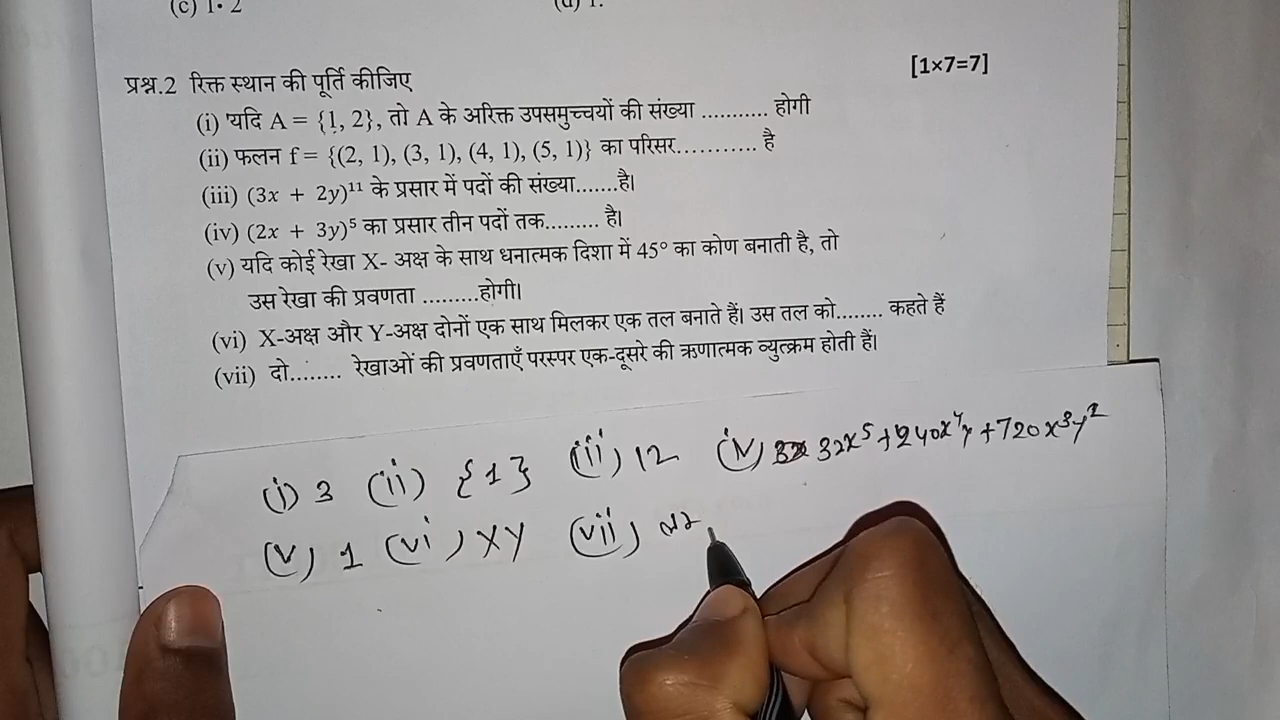 (c) 1· 2 (d) 1.
प्रश्न.2 रिक्त स्थान की पूर्ति कीजिए [1×7=7]
(i) 'यदि A = {1, 2}, तो A के अरिक्त उपसमुच्चयों की संख्या ........... होगी
(ii) फलन f = {(2, 1), (3, 1), (4, 1), (5, 1)} का परिसर............ है
(iii) (3x + 2y)¹¹ के प्रसार में पदों की संख्या.......है।
(iv) (2x + 3y)⁵ का प्रसार तीन पदों तक......... है।
(v) यदि कोई रेखा X- अक्ष के साथ धनात्मक दिशा में 45° का कोण बनाती है, तो
उस रेखा की प्रवणता .........होगी।
(vi) X-अक्ष और Y-अक्ष दोनों एक साथ मिलकर एक तल बनाते हैं। उस तल को........ कहते हैं
(vii) दो........ रेखाओं की प्रवणताएँ परस्पर एक-दूसरे की ऋणात्मक व्युत्क्रम होती हैं।
(i) 3 (ii) {1} (iii) 12 (iv) 32x⁵ + 240x⁴y + 720x³y²
(v) 1 (vi) XY (vii)